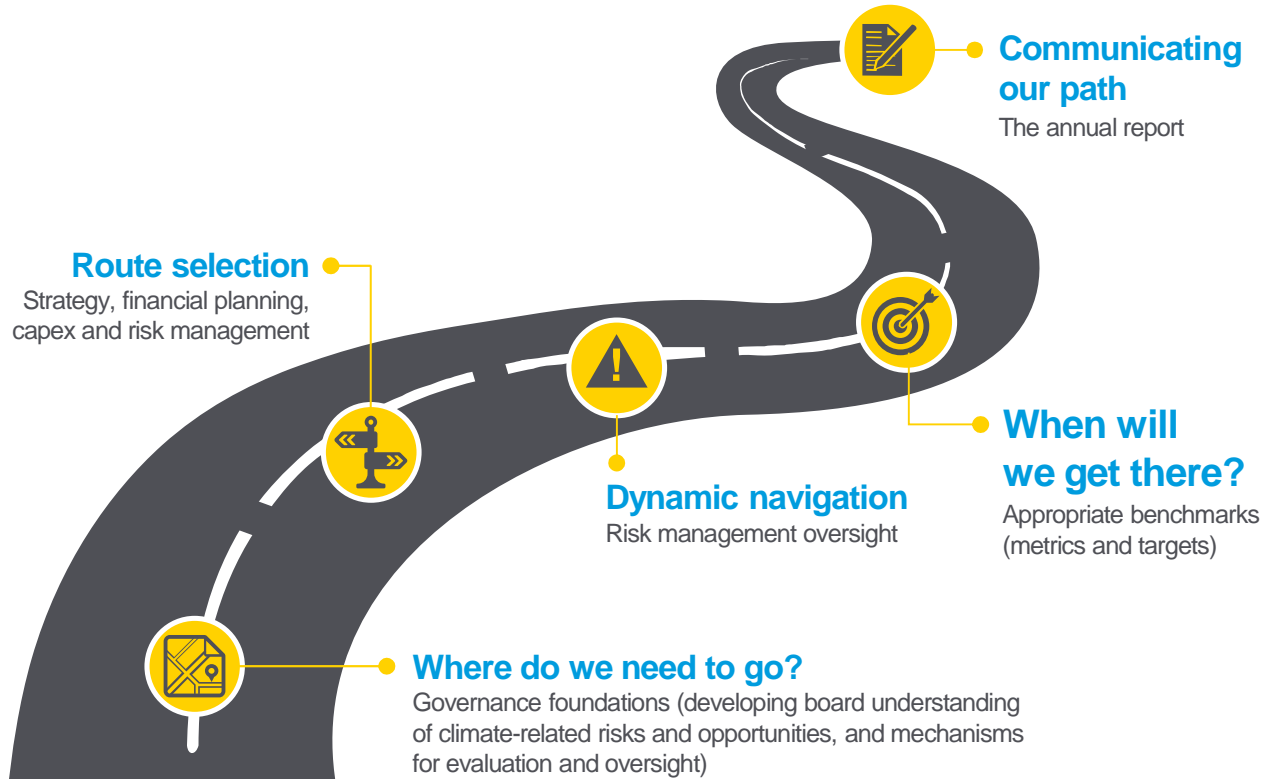 Communicating
our path
The annual report
Route selection
Strategy, financial planning,
capex and risk management
When will
we get there?
Appropriate benchmarks
(metrics and targets)
Dynamic navigation
Risk management oversight
Where do we need to go?
Governance foundations (developing board understanding
of climate-related risks and opportunities, and mechanisms
for evaluation and oversight)